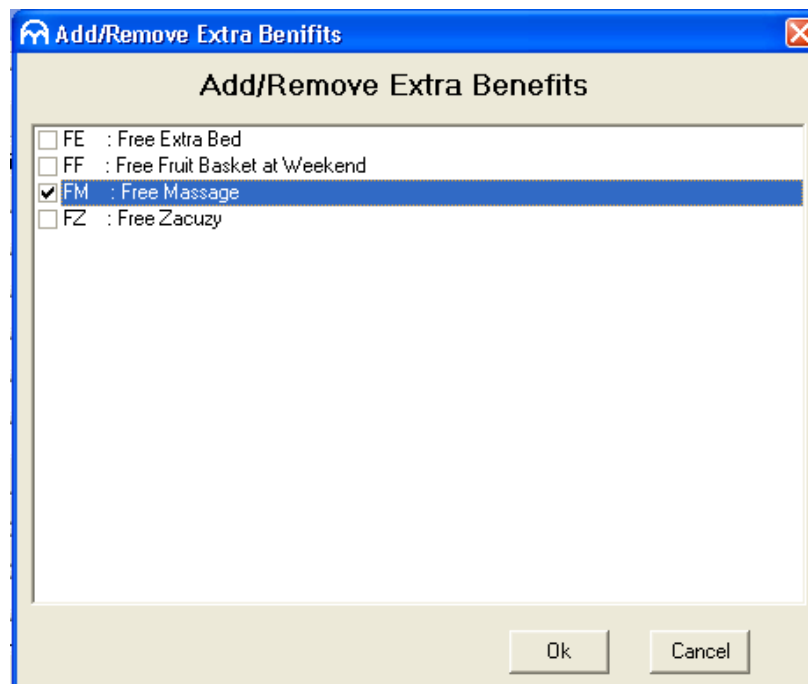 Add/Remove Extra Benifits
Add/Remove Extra Benefits
FE : Free Extra Bed
FF : Free Fruit Basket at Weekend
FM : Free Massage
FZ : Free Zacuzy
Ok Cancel